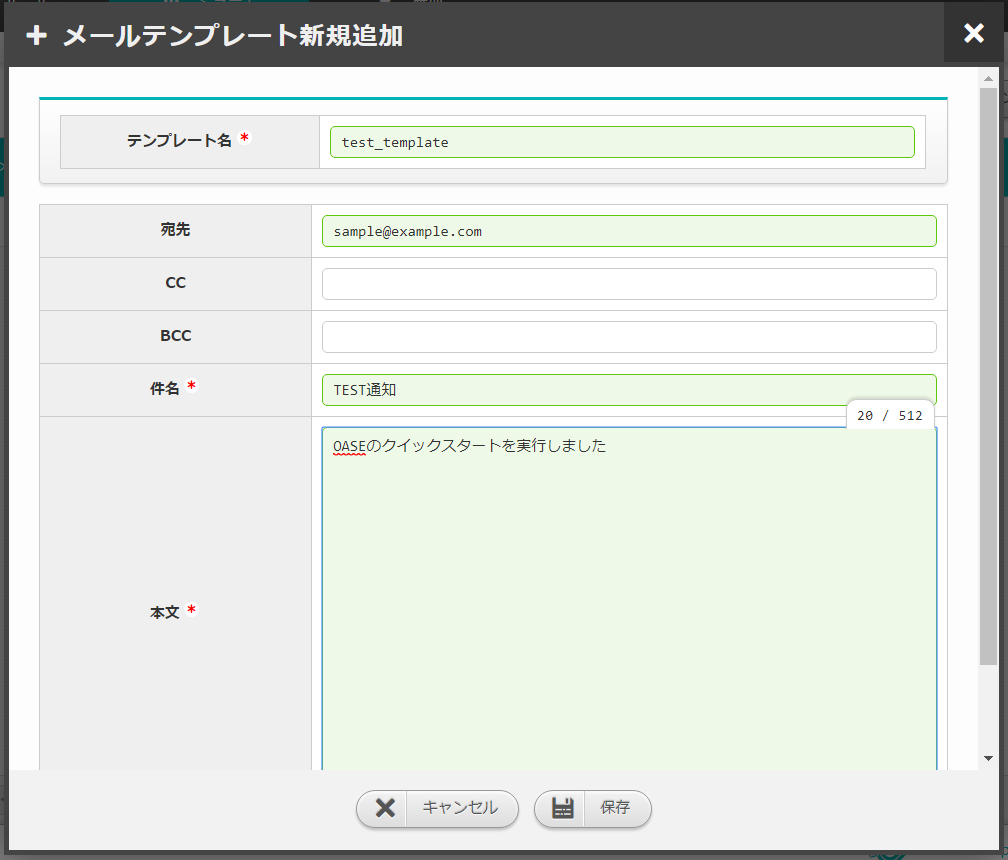 メールテンプレート新規追加
テンプレート名 *
test_template
宛先
sample@example.com
CC
BCC
件名 *
TEST通知
20 / 512
OASEのクイックスタートを実行しました
本文 *
キャンセル
保存